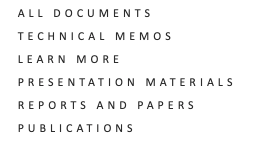 ALL DOCUMENTS
TECHNICAL MEMOS
LEARN MORE
PRESENTATION MATERIALS
REPORTS AND PAPERS
PUBLICATIONS